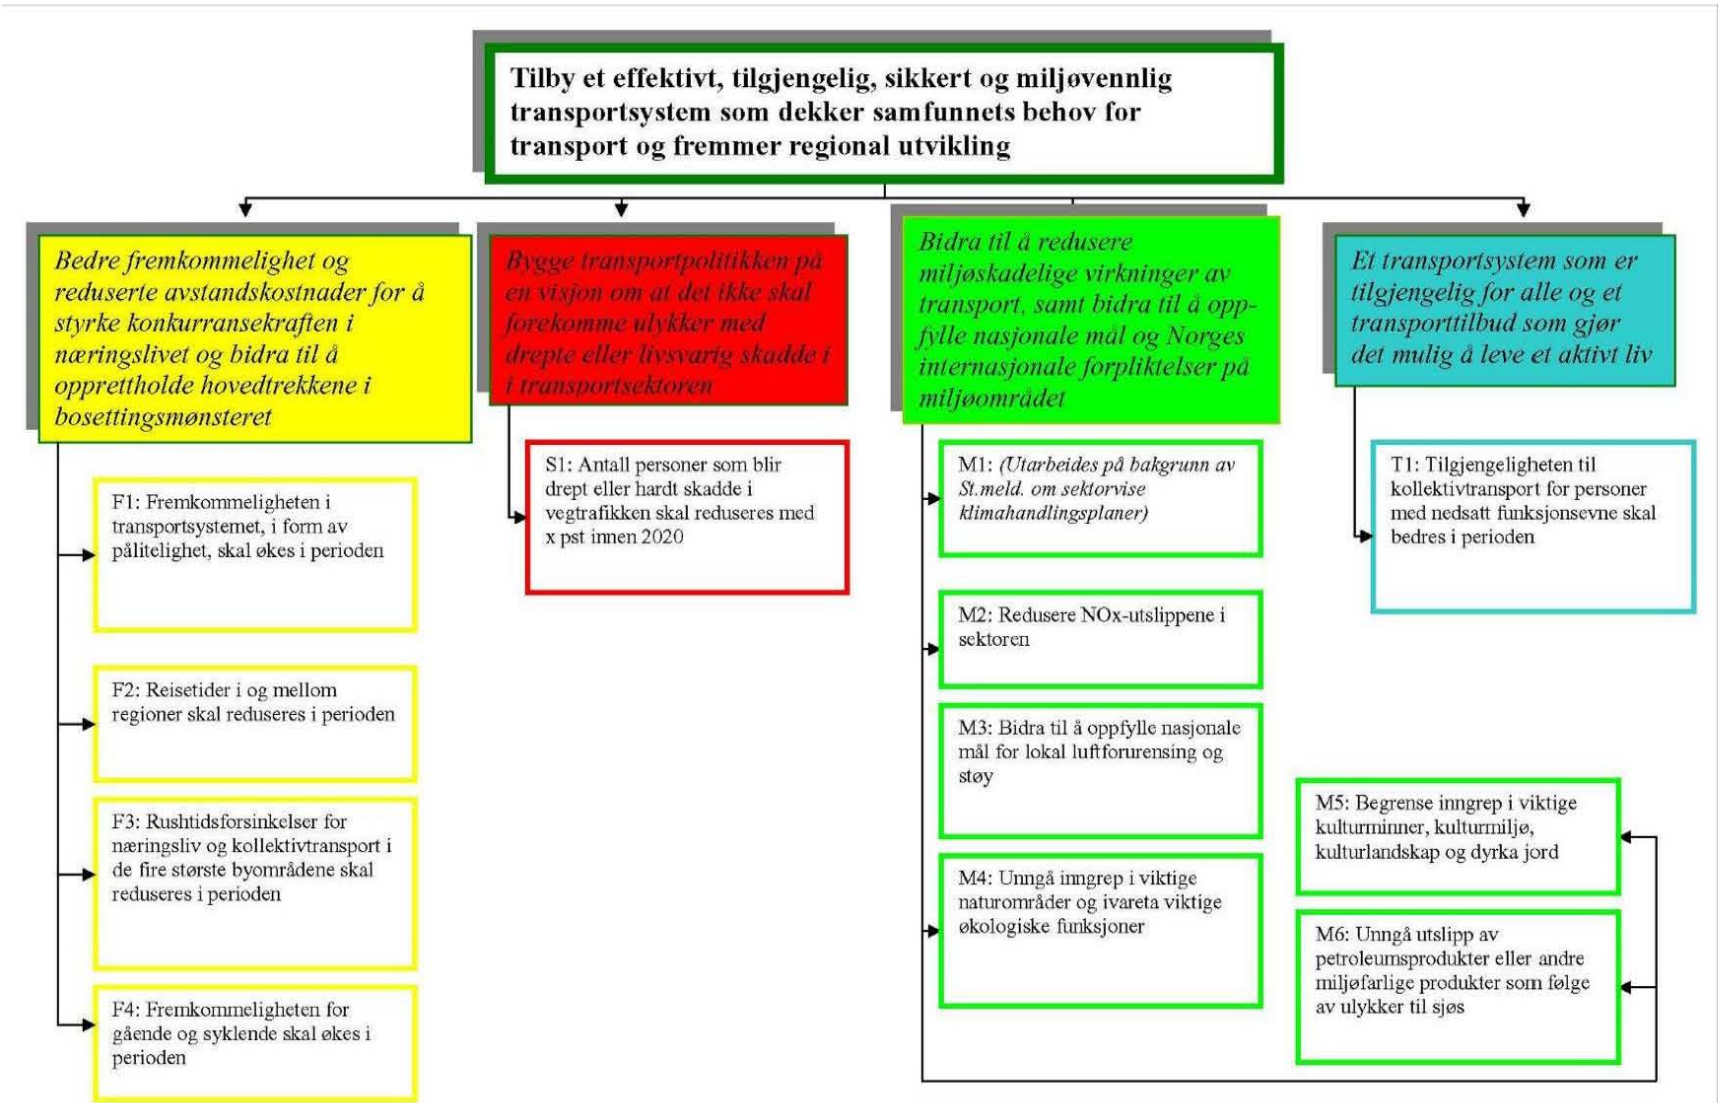 Tilby et effektivt, tilgjengelig, sikkert og miljøvennlig
transportsystem som dekker samfunnets behov for
transport og fremmer regional utvikling
Bedre fremkommelighet og
reduserte avstandskostnader for å
styrke konkurransekraften i
næringslivet og bidra til å
opprettholde hovedtrekkene i
bosettingsmønsteret
F1: Fremkommeligheten i
transportsystemet, i form av
pålitelighet, skal økes i perioden
F2: Reisetider i og mellom
regioner skal reduseres i perioden
F3: Rushtidsforsinkelser for
næringsliv og kollektivtransport i
de fire største byområdene skal
reduseres i perioden
F4: Fremkommeligheten for
gående og syklende skal økes i
perioden
Bygge transportpolitikken på
en visjon om at det ikke skal
forekomme ulykker med
drepte eller livsvarig skadde i
i transportsektoren
S1: Antall personer som blir
drept eller hardt skadde i
vegtrafikken skal reduseres med
x pst innen 2020
Bidra til å redusere
miljøskadelige virkninger av
transport, samt bidra til å opp-
fylle nasjonale mål og Norges
internasjonale forpliktelser på
miljøområdet
M1: (Utarbeides på bakgrunn av
St.meld. om sektorvise
klimahandlingsplaner)
M2: Redusere NOx-utslippene i
sektoren
M3: Bidra til å oppfylle nasjonale
mål for lokal luftforurensing og
støy
M4: Unngå inngrep i viktige
naturområder og ivareta viktige
økologiske funksjoner
M5: Begrense inngrep i viktige
kulturminner, kulturmiljø,
kulturlandskap og dyrka jord
M6: Unngå utslipp av
petroleumsprodukter eller andre
miljøfarlige produkter som følge
av ulykker til sjøs
Et transportsystem som er
tilgjengelig for alle og et
transporttilbud som gjør
det mulig å leve et aktivt liv
T1: Tilgjengeligheten til
kollektivtransport for personer
med nedsatt funksjonsevne skal
bedres i perioden